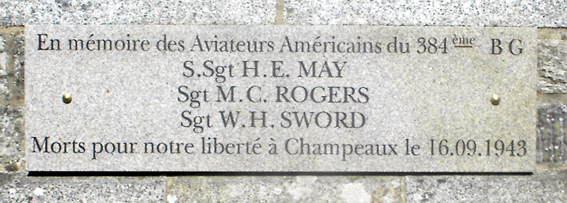 En mémoire des Aviateurs Américains du 384ème BG
S.Sgt H.E. MAY
Sgt M.C. ROGERS
Sgt W.H. SWORD
Morts pour notre liberté à Champeaux le 16.09.1943